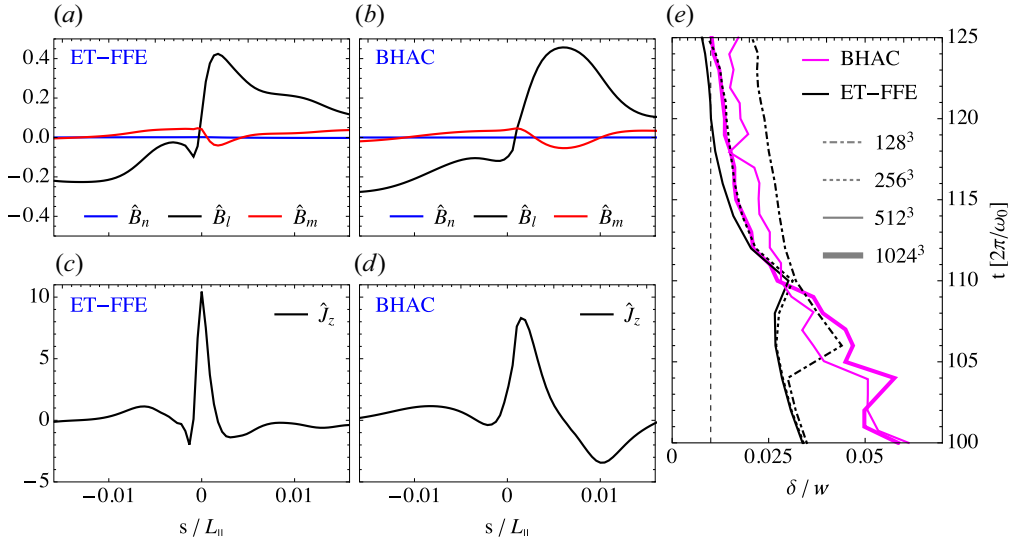 (a)
ET−FFE
0.4
0.2
0.0
−0.2
−0.4
B̂n B̂l B̂m
(b)
BHAC
B̂n B̂l B̂m
(c)
ET−FFE
Ĵz
10
5
0
−5
−0.01 0 0.01
s / L॥
(d)
BHAC
Ĵz
−0.01 0 0.01
s / L॥
(e)
BHAC
ET−FFE
128³
256³
512³
1024³
125
120
115
110
105
100
t [2π/ω₀]
0 0.025 0.05
δ / w